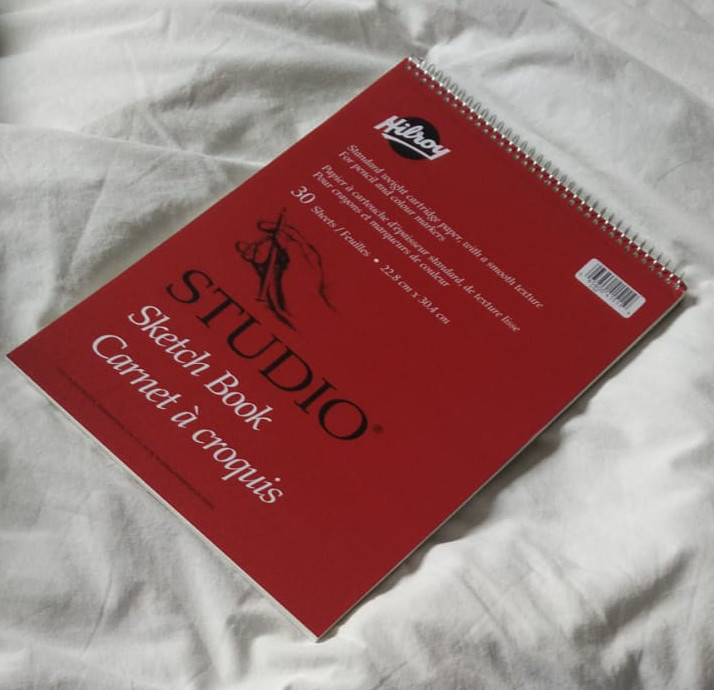 Hilroy
Standard weight cartridge paper, with a smooth texture
For pencil and colour markers
Papier à cartouche d'épaisseur standard, de texture lisse
Pour crayons et marqueurs de couleur
30 Sheets / Feuilles • 22.8 cm x 30.4 cm
STUDIO®
Sketch Book
Carnet à croquis